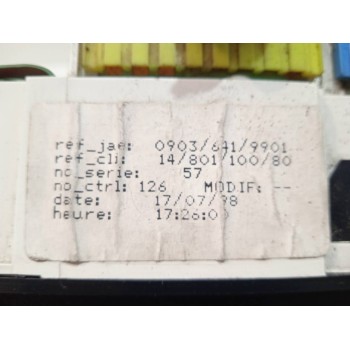 ref_jae: 0903/641/9901
ref_cli: 14/801/100/80
no_serie: 57
no_ctrl: 126 MODIF: --
date: 17/07/98
heure: 17:26:0